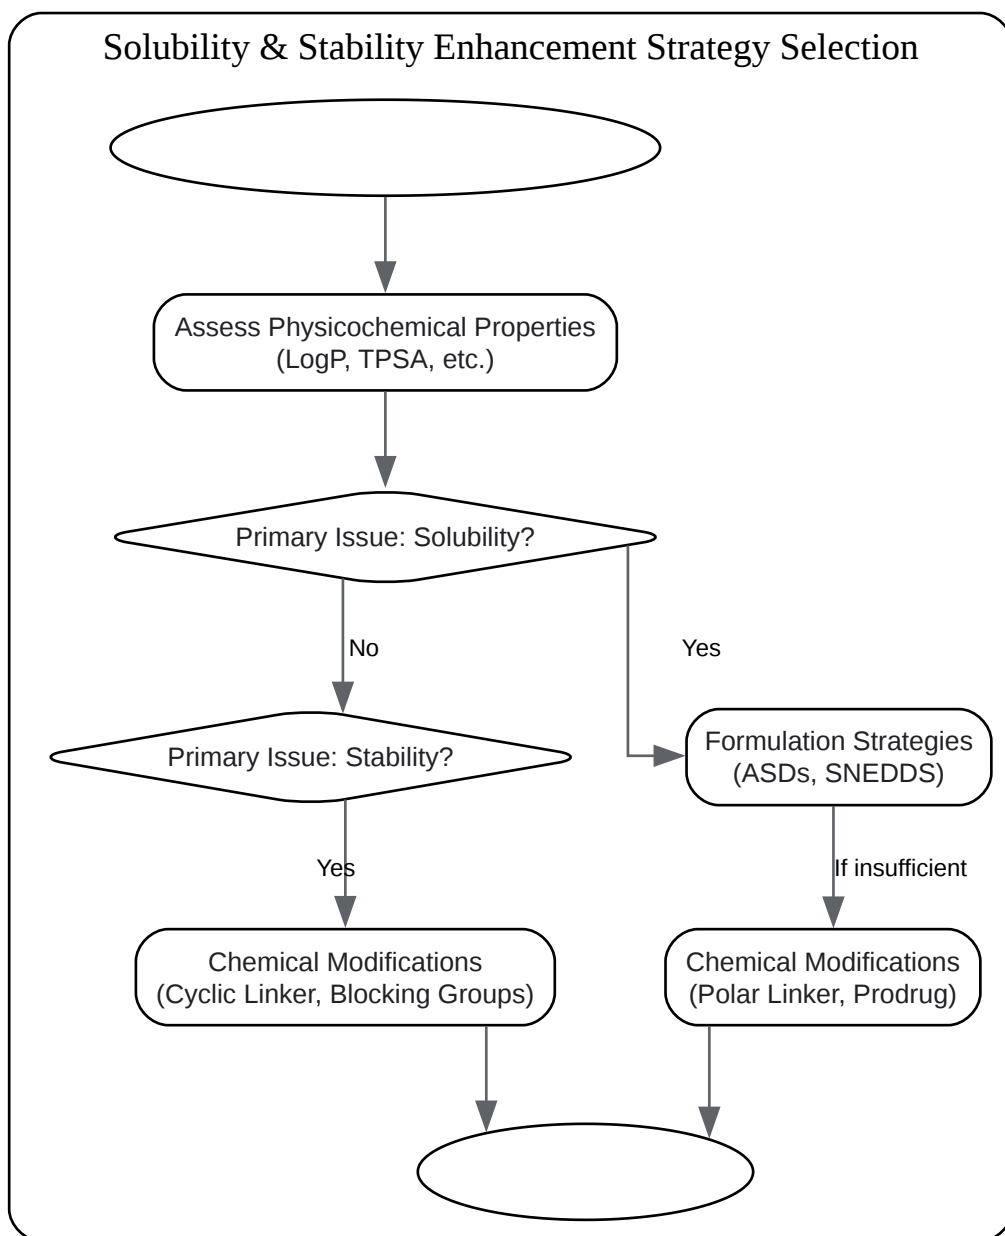 Solubility & Stability Enhancement Strategy Selection
Assess Physicochemical Properties
(LogP, TPSA, etc.)
Primary Issue: Solubility?
No
Yes
Primary Issue: Stability?
Formulation Strategies
(ASDs, SNEDDS)
Yes
If insufficient
Chemical Modifications
(Cyclic Linker, Blocking Groups)
Chemical Modifications
(Polar Linker, Prodrug)